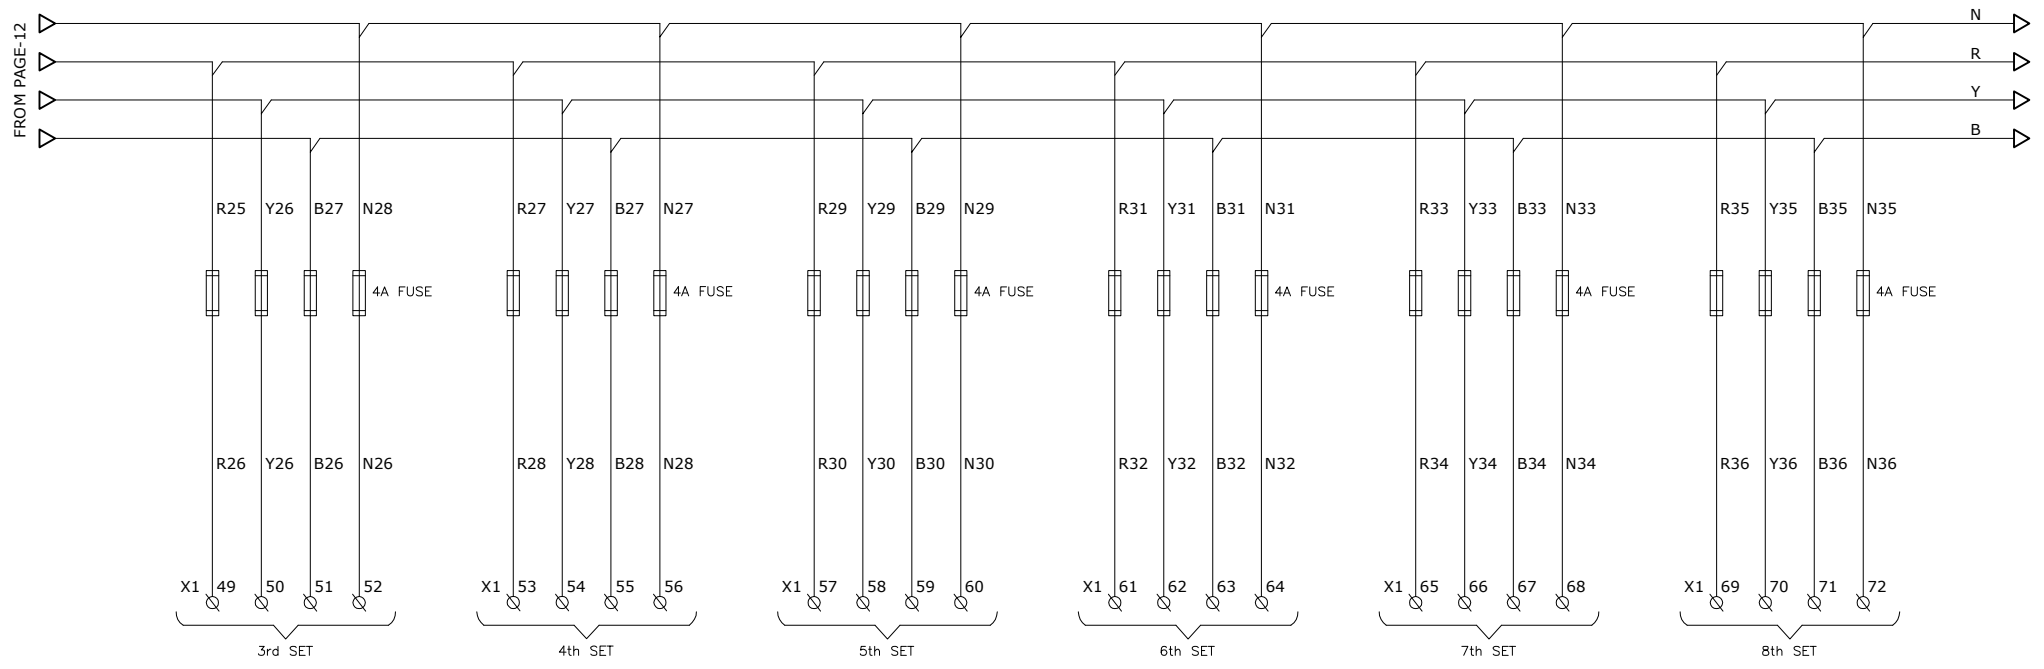 FROM PAGE-12
N
R
Y
B
R25 Y26 B27 N28 R27 Y27 B27 N27 R29 Y29 B29 N29 R31 Y31 B31 N31 R33 Y33 B33 N33 R35 Y35 B35 N35
4A FUSE 4A FUSE 4A FUSE 4A FUSE 4A FUSE 4A FUSE
R26 Y26 B26 N26 R28 Y28 B28 N28 R30 Y30 B30 N30 R32 Y32 B32 N32 R34 Y34 B34 N34 R36 Y36 B36 N36
X1 49 50 51 52 X1 53 54 55 56 X1 57 58 59 60 X1 61 62 63 64 X1 65 66 67 68 X1 69 70 71 72
3rd SET 4th SET 5th SET 6th SET 7th SET 8th SET